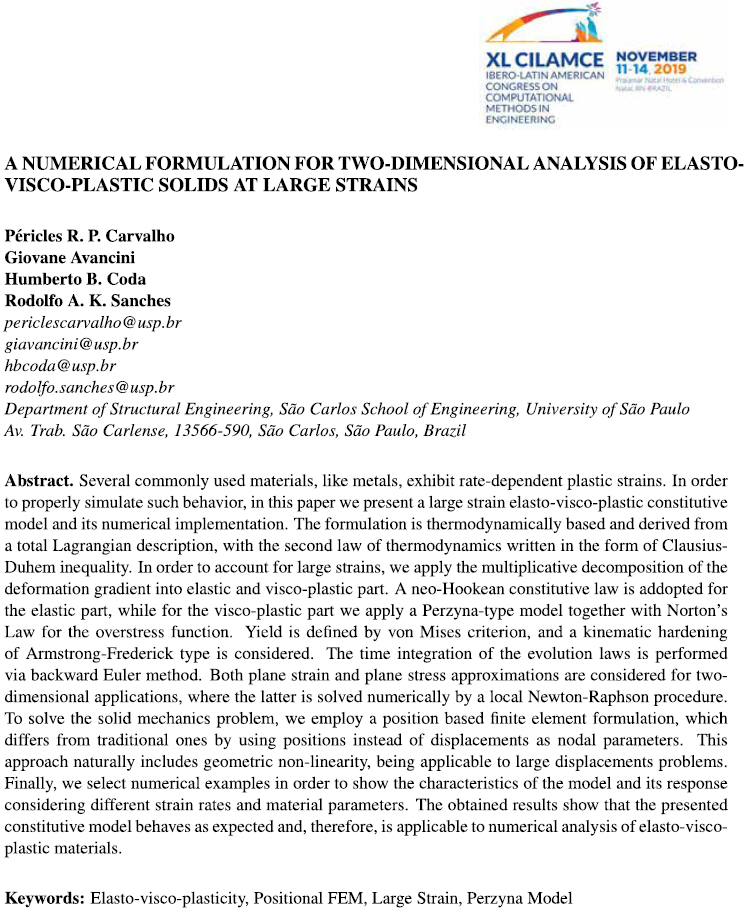 XL CILAMCE
IBERO-LATIN AMERICAN
CONGRESS ON
COMPUTATIONAL
METHODS IN
ENGINEERING
NOVEMBER
11-14, 2019
Praiamar Natal Hotel & Convention
Natal, RN-BRAZIL
A NUMERICAL FORMULATION FOR TWO-DIMENSIONAL ANALYSIS OF ELASTO-
VISCO-PLASTIC SOLIDS AT LARGE STRAINS
Péricles R. P. Carvalho
Giovane Avancini
Humberto B. Coda
Rodolfo A. K. Sanches
periclescarvalho@usp.br
giavancini@usp.br
hbcoda@usp.br
rodolfo.sanches@usp.br
Department of Structural Engineering, São Carlos School of Engineering, University of São Paulo
Av. Trab. São Carlense, 13566-590, São Carlos, São Paulo, Brazil
Abstract. Several commonly used materials, like metals, exhibit rate-dependent plastic strains. In order
to properly simulate such behavior, in this paper we present a large strain elasto-visco-plastic constitutive
model and its numerical implementation. The formulation is thermodynamically based and derived from
a total Lagrangian description, with the second law of thermodynamics written in the form of Clausius-
Duhem inequality. In order to account for large strains, we apply the multiplicative decomposition of the
deformation gradient into elastic and visco-plastic part. A neo-Hookean constitutive law is addopted for
the elastic part, while for the visco-plastic part we apply a Perzyna-type model together with Norton's
Law for the overstress function. Yield is defined by von Mises criterion, and a kinematic hardening
of Armstrong-Frederick type is considered. The time integration of the evolution laws is performed
via backward Euler method. Both plane strain and plane stress approximations are considered for two-
dimensional applications, where the latter is solved numerically by a local Newton-Raphson procedure.
To solve the solid mechanics problem, we employ a position based finite element formulation, which
differs from traditional ones by using positions instead of displacements as nodal parameters. This
approach naturally includes geometric non-linearity, being applicable to large displacements problems.
Finally, we select numerical examples in order to show the characteristics of the model and its response
considering different strain rates and material parameters. The obtained results show that the presented
constitutive model behaves as expected and, therefore, is applicable to numerical analysis of elasto-visco-
plastic materials.
Keywords: Elasto-visco-plasticity, Positional FEM, Large Strain, Perzyna Model